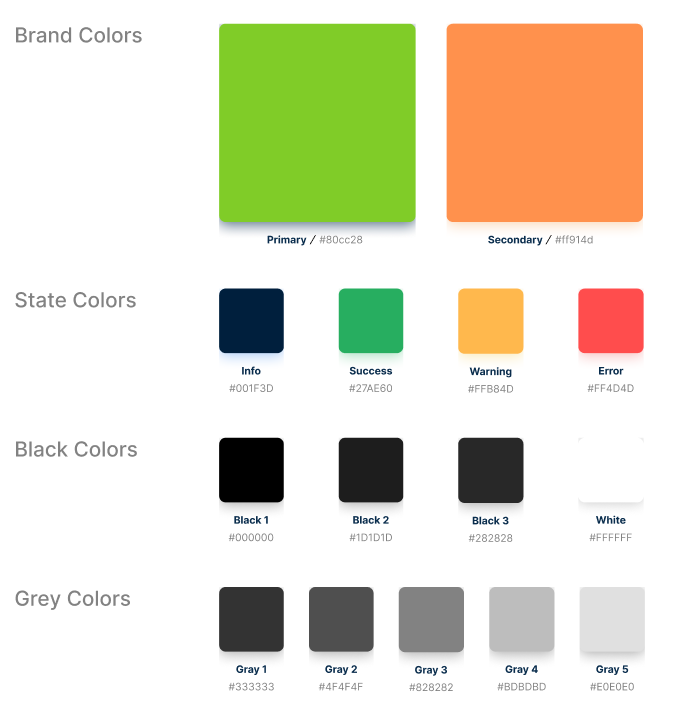 Brand Colors
Primary / #80cc28
Secondary / #ff914d
State Colors
Info
Success
Warning
Error
#001F3D
#27AE60
#FFB84D
#FF4D4D
Black Colors
Black 1
Black 2
Black 3
White
#000000
#1D1D1D
#282828
#FFFFFF
Grey Colors
Gray 1
Gray 2
Gray 3
Gray 4
Gray 5
#333333
#4F4F4F
#828282
#BDBDBD
#E0E0E0